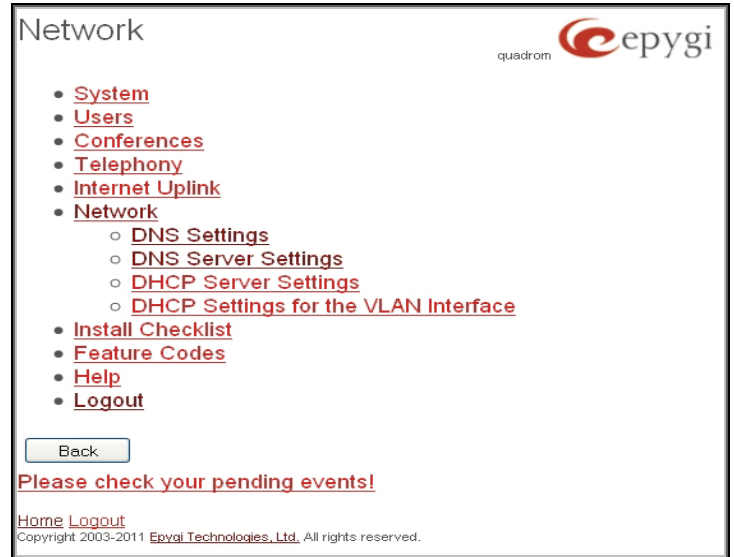 Network
quadrom epygi
System
Users
Conferences
Telephony
Internet Uplink
Network
DNS Settings
DNS Server Settings
DHCP Server Settings
DHCP Settings for the VLAN Interface
Install Checklist
Feature Codes
Help
Logout
Back
Please check your pending events!
Home Logout
Copyright 2003-2011 Epygi Technologies, Ltd. All rights reserved.